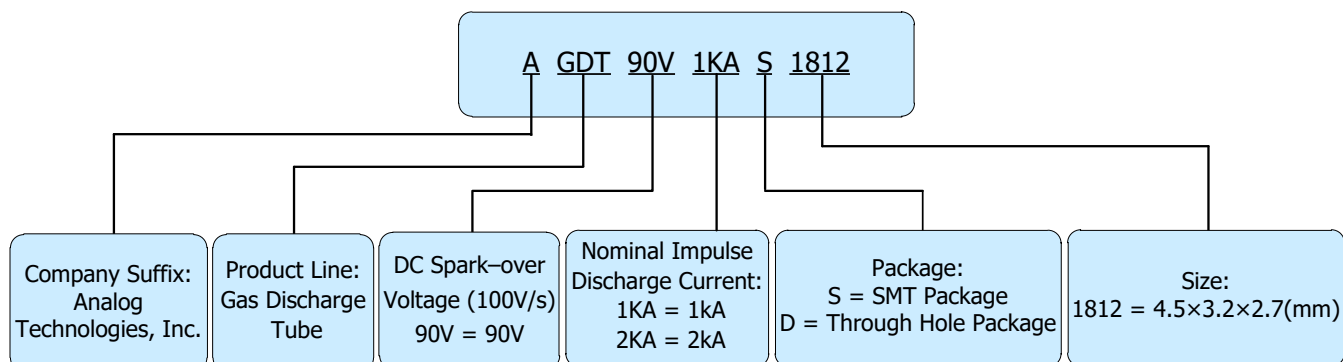 A GDT 90V 1KA S 1812
Company Suffix:
Analog
Technologies, Inc.
Product Line:
Gas Discharge
Tube
DC Spark–over
Voltage (100V/s)
90V = 90V
Nominal Impulse
Discharge Current:
1KA = 1kA
2KA = 2kA
Package:
S = SMT Package
D = Through Hole Package
Size:
1812 = 4.5×3.2×2.7(mm)